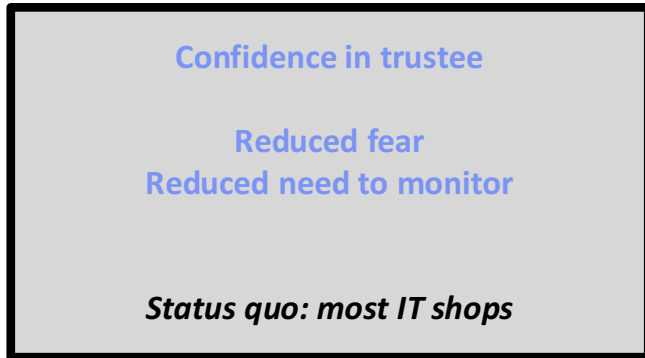 Confidence in trustee
Reduced fear
Reduced need to monitor
Status quo: most IT shops